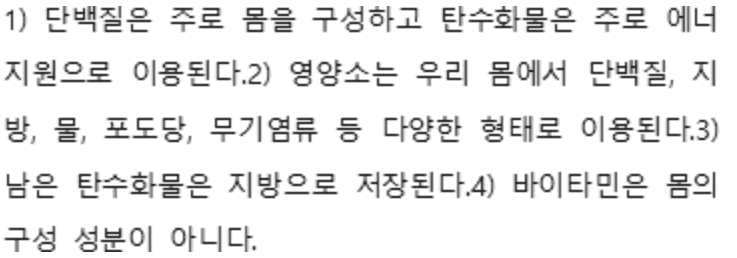 1) 단백질은 주로 몸을 구성하고 탄수화물은 주로 에너
지원으로 이용된다.2) 영양소는 우리 몸에서 단백질, 지
방, 물, 포도당, 무기염류 등 다양한 형태로 이용된다.3)
남은 탄수화물은 지방으로 저장된다.4) 바이타민은 몸의
구성 성분이 아니다.